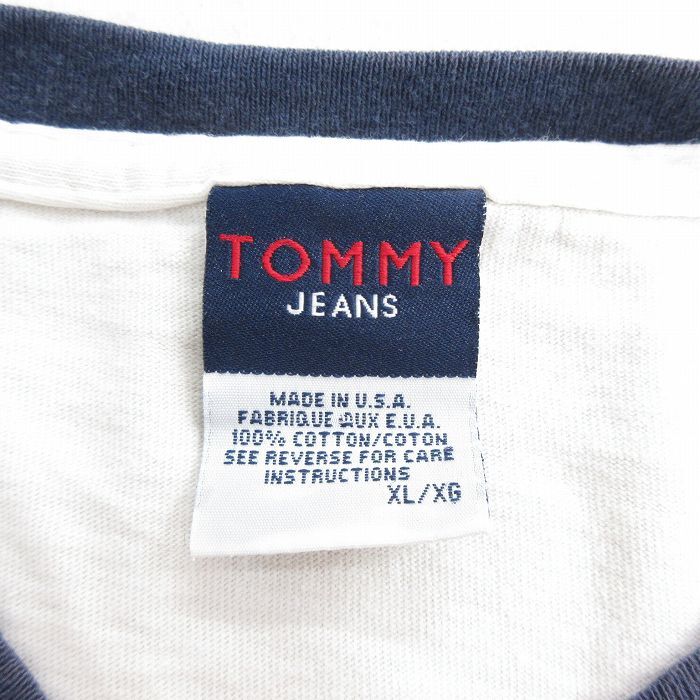 TOMMY
JEANS
MADE IN U.S.A.
FABRIQUE AUX E.U.A.
100% COTTON/COTON
SEE REVERSE FOR CARE
INSTRUCTIONS
XL/XG